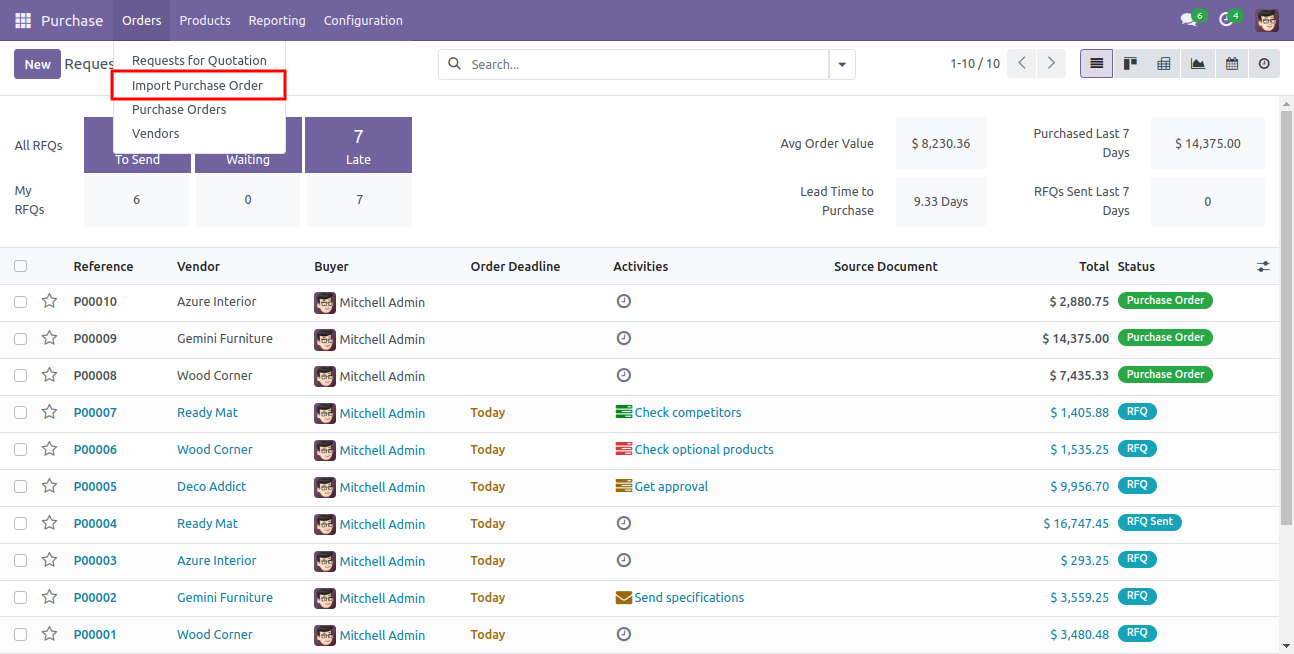 Purchase Orders Products Reporting Configuration 6 4
New Reques
Requests for Quotation
Import Purchase Order
Purchase Orders
Vendors
Search...
1-10 / 10
All RFQs
To Send
Waiting
7
Late
My
RFQs
6 0 7
Avg Order Value $ 8,230.36
Purchased Last 7
Days
$ 14,375.00
Lead Time to
Purchase
9.33 Days
RFQs Sent Last 7
Days
0
Reference Vendor Buyer Order Deadline Activities Source Document Total Status
P00010 Azure Interior Mitchell Admin $ 2,880.75 Purchase Order
P00009 Gemini Furniture Mitchell Admin $ 14,375.00 Purchase Order
P00008 Wood Corner Mitchell Admin $ 7,435.33 Purchase Order
P00007 Ready Mat Mitchell Admin Today Check competitors $ 1,405.88 RFQ
P00006 Wood Corner Mitchell Admin Today Check optional products $ 1,535.25 RFQ
P00005 Deco Addict Mitchell Admin Today Get approval $ 9,956.70 RFQ
P00004 Ready Mat Mitchell Admin Today $ 16,747.45 RFQ Sent
P00003 Azure Interior Mitchell Admin Today $ 293.25 RFQ
P00002 Gemini Furniture Mitchell Admin Today Send specifications $ 3,559.25 RFQ
P00001 Wood Corner Mitchell Admin Today $ 3,480.48 RFQ